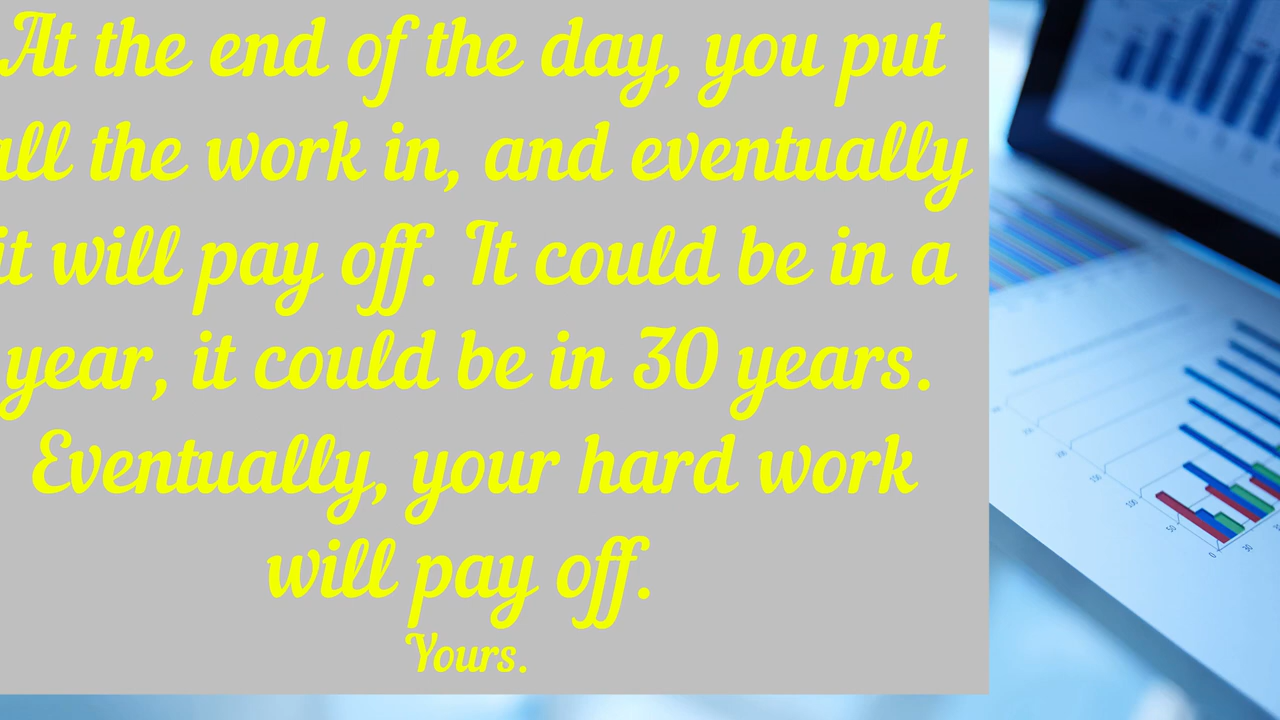 At the end of the day, you put
all the work in, and eventually
it will pay off. It could be in a
year, it could be in 30 years.
Eventually, your hard work
will pay off.
Yours.